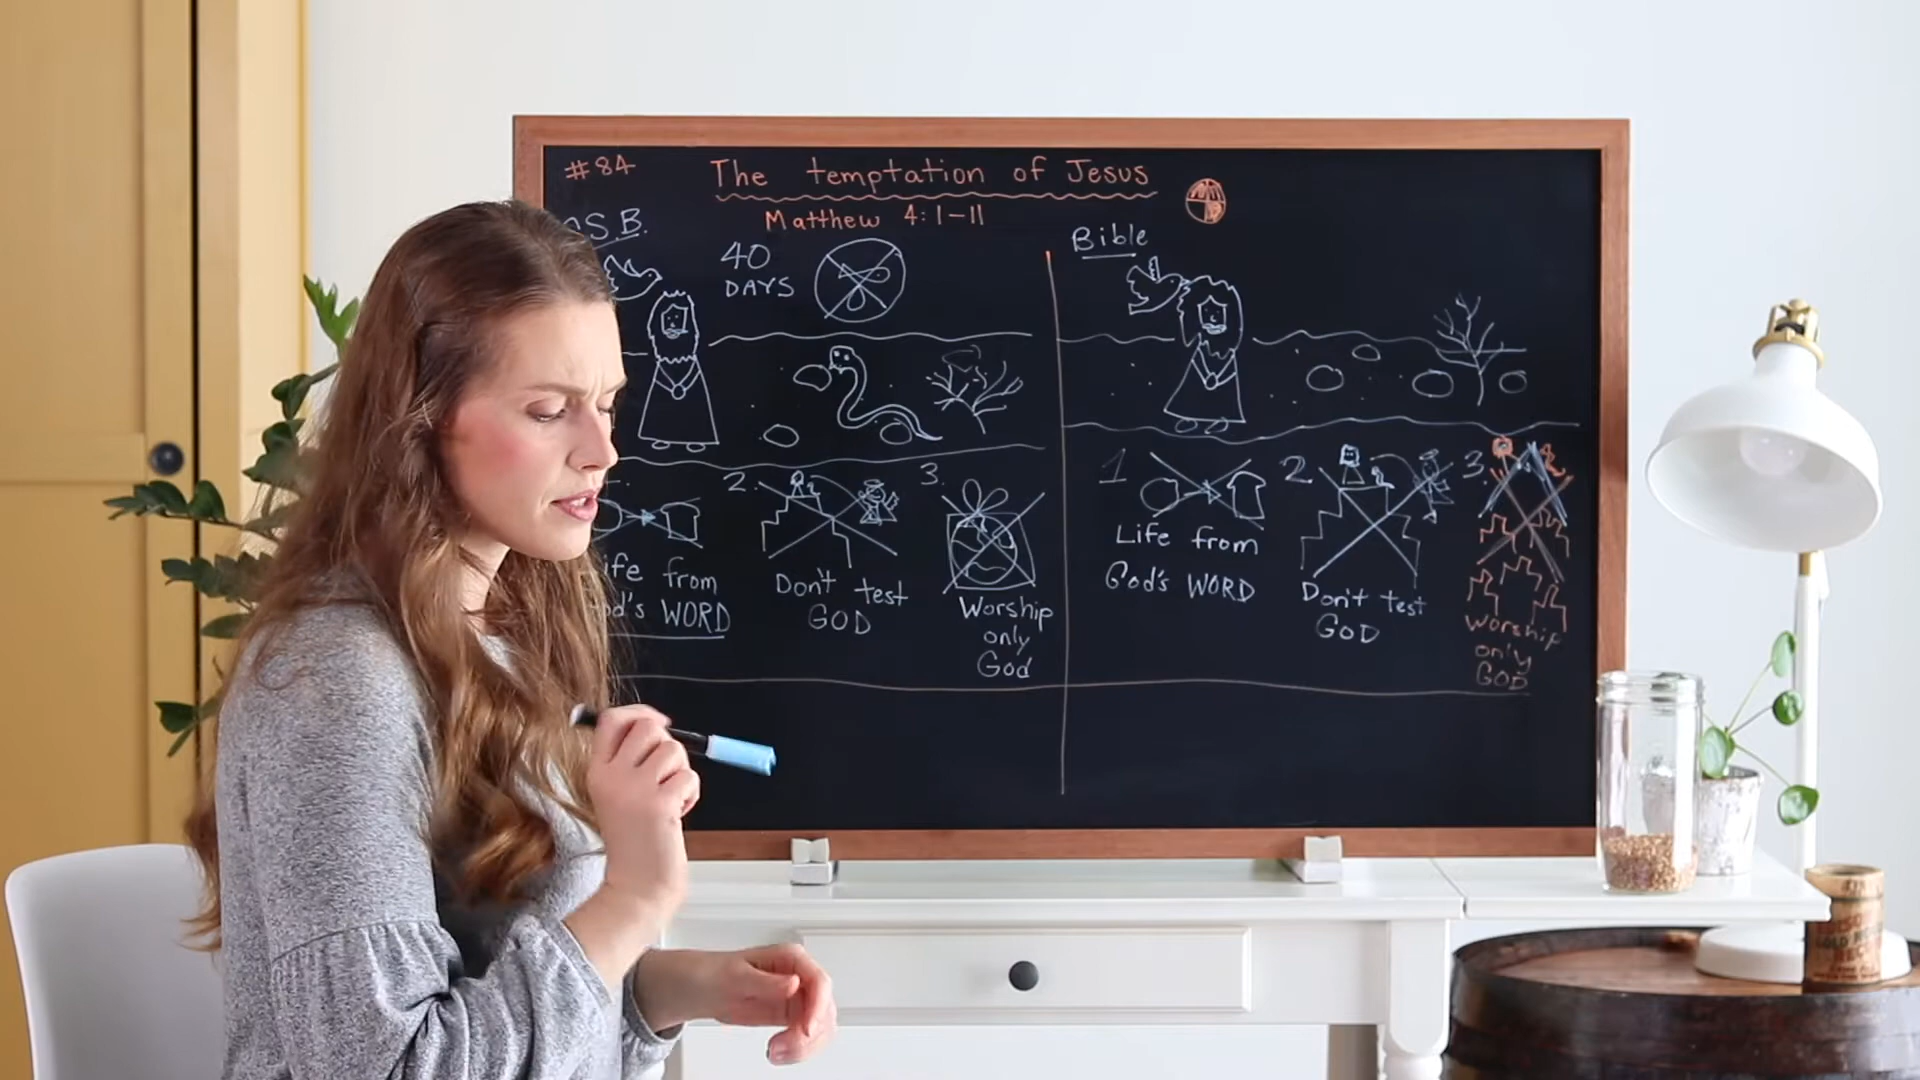 #84
The temptation of Jesus
Matthew 4:1-11
S.B.
40
DAYS
Bible
2.
3.
ife from
d's WORD
Don't test
GOD
Worship
only
God
1
Life from
God's WORD
2.
Don't test
GOD
3.
Worship
only
GOD